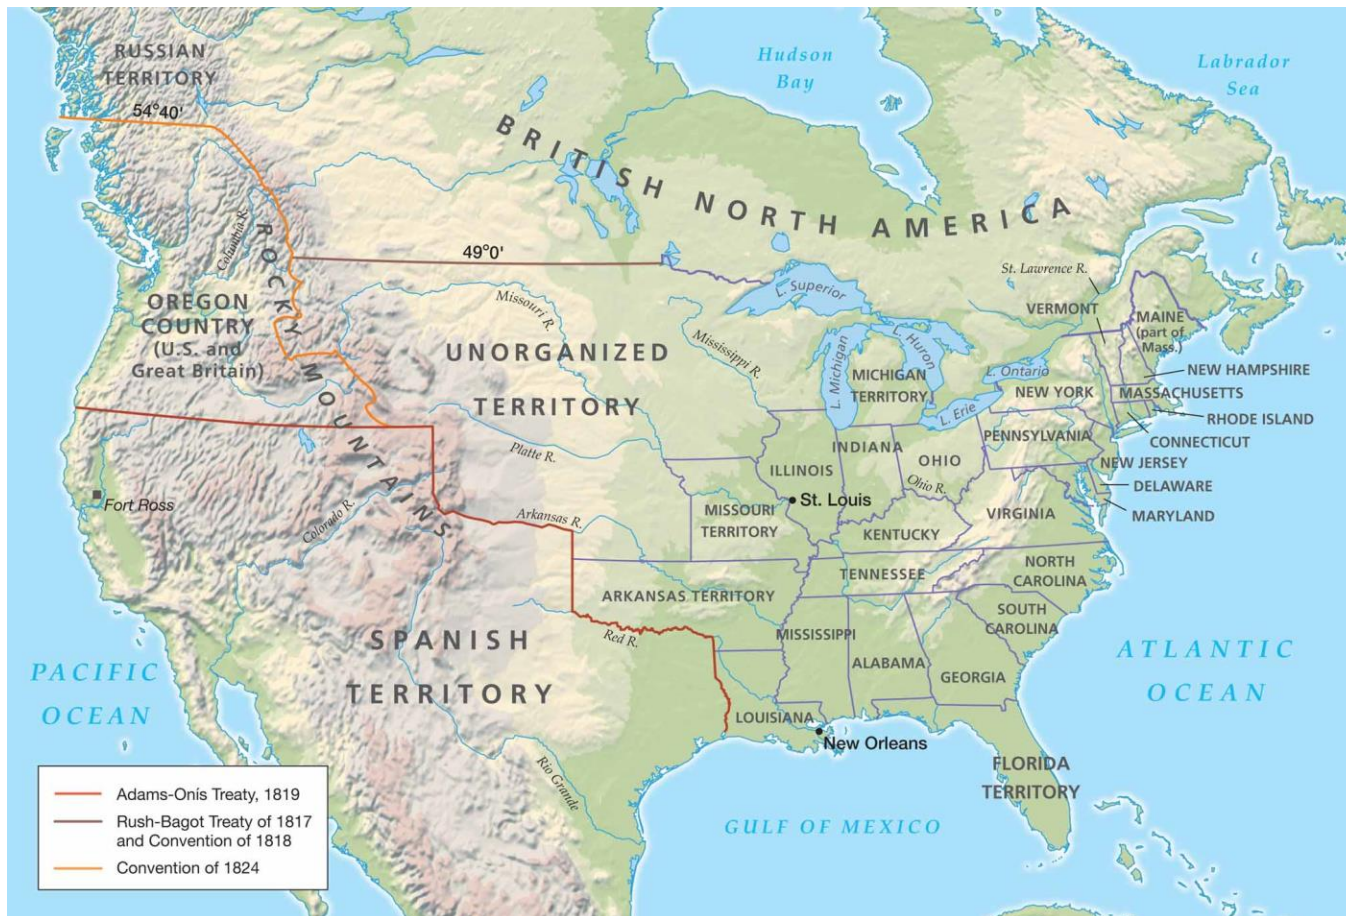 RUSSIAN
TERRITORY
54°40'
Hudson
Bay
Labrador
Sea
BRITISH NORTH AMERICA
Columbia R.
ROCKY MOUNTAINS
49°0'
St. Lawrence R.
L. Superior
OREGON
COUNTRY
(U.S. and
Great Britain)
Missouri R.
Mississippi R.
UNORGANIZED
TERRITORY
L. Michigan
L. Huron
MICHIGAN
TERRITORY
L. Ontario
L. Erie
VERMONT
MAINE
(part of
Mass.)
NEW HAMPSHIRE
NEW YORK
MASSACHUSETTS
RHODE ISLAND
CONNECTICUT
PENNSYLVANIA
NEW JERSEY
DELAWARE
MARYLAND
Platte R.
ILLINOIS
INDIANA
OHIO
Ohio R.
St. Louis
VIRGINIA
Fort Ross
Colorado R.
Arkansas R.
MISSOURI
TERRITORY
KENTUCKY
NORTH
CAROLINA
TENNESSEE
ARKANSAS TERRITORY
SOUTH
CAROLINA
SPANISH
TERRITORY
Red R.
MISSISSIPPI
ALABAMA
GEORGIA
ATLANTIC
OCEAN
PACIFIC
OCEAN
LOUISIANA
New Orleans
Rio Grande
FLORIDA
TERRITORY
GULF OF MEXICO
Adams-Onís Treaty, 1819
Rush-Bagot Treaty of 1817
and Convention of 1818
Convention of 1824